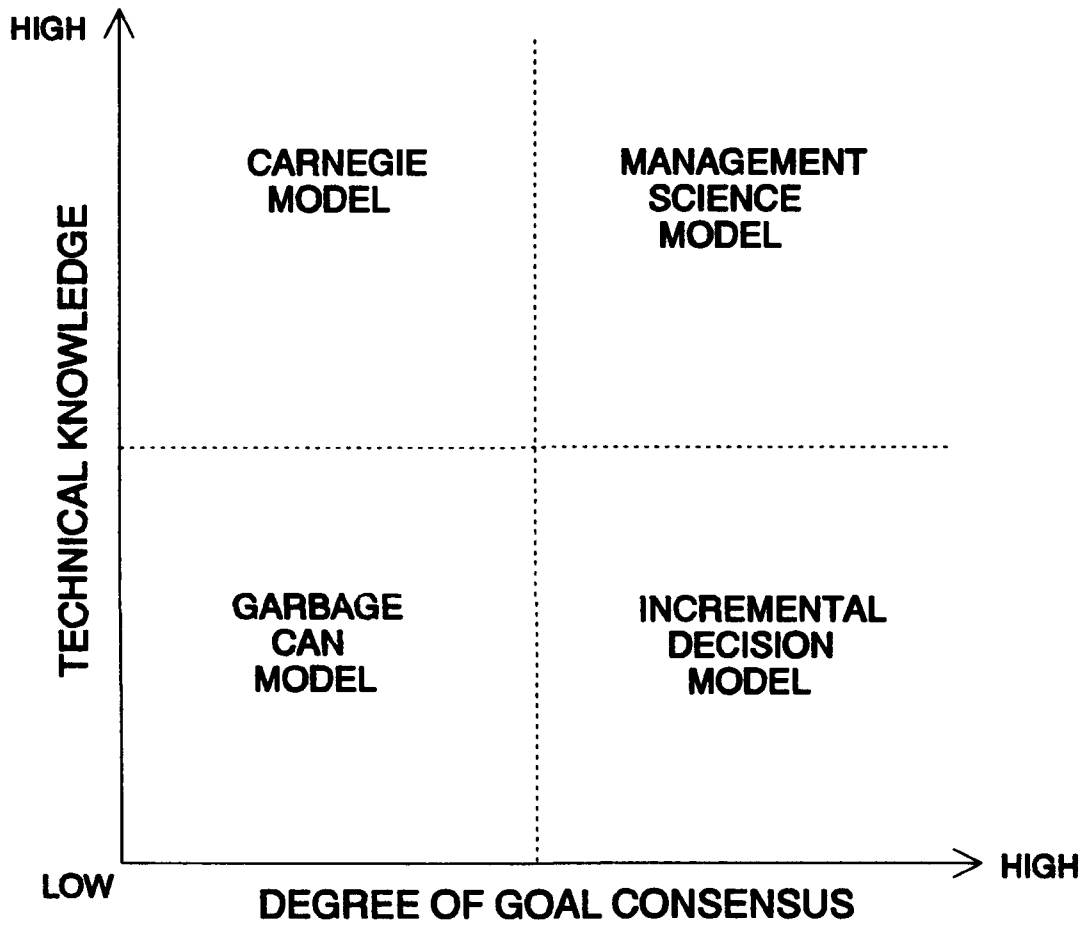 HIGH
CARNEGIE
MODEL
MANAGEMENT
SCIENCE
MODEL
TECHNICAL KNOWLEDGE
GARBAGE
CAN
MODEL
INCREMENTAL
DECISION
MODEL
LOW
HIGH
DEGREE OF GOAL CONSENSUS